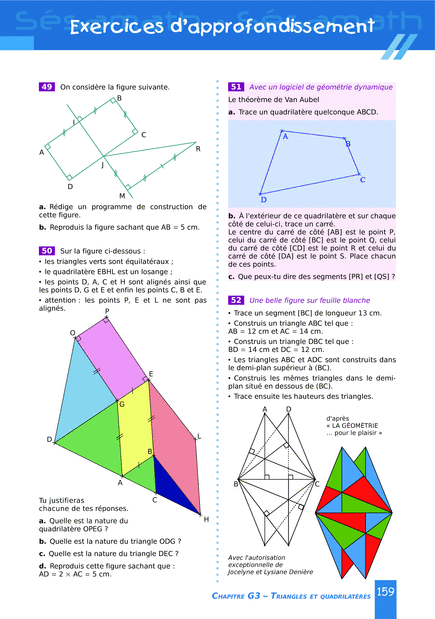 Sésamath - Sésamath
Exercices d'approfondissement
49 On considère la figure suivante.
B
I
C
A
R
J
D
M
a. Rédige un programme de construction de
cette figure.
b. Reproduis la figure sachant que AB = 5 cm.
50 Sur la figure ci-dessous :
• les triangles verts sont équilatéraux ;
• le quadrilatère EBHL est un losange ;
• les points D, A, C et H sont alignés ainsi que
les points D, G et E et enfin les points C, B et E.
• attention : les points P, E et L ne sont pas
alignés.
P
O
E
G
D
L
B
A
C
H
Tu justifieras
chacune de tes réponses.
a. Quelle est la nature du
quadrilatère OPEG ?
b. Quelle est la nature du triangle ODG ?
c. Quelle est la nature du triangle DEC ?
d. Reproduis cette figure sachant que :
AD = 2 × AC = 5 cm.
51 Avec un logiciel de géométrie dynamique
Le théorème de Van Aubel
a. Trace un quadrilatère quelconque ABCD.
A
B
C
D
b. À l'extérieur de ce quadrilatère et sur chaque
côté de celui-ci, trace un carré.
Le centre du carré de côté [AB] est le point P,
celui du carré de côté [BC] est le point Q, celui
du carré de côté [CD] est le point R et celui du
carré de côté [DA] est le point S. Place chacun
de ces points.
c. Que peux-tu dire des segments [PR] et [QS] ?
52 Une belle figure sur feuille blanche
• Trace un segment [BC] de longueur 13 cm.
• Construis un triangle ABC tel que :
AB = 12 cm et AC = 14 cm.
• Construis un triangle DBC tel que :
BD = 14 cm et DC = 12 cm.
• Les triangles ABC et ADC sont construits dans
le demi-plan supérieur à (BC).
• Construis les mêmes triangles dans le demi-
plan situé en dessous de (BC).
• Trace ensuite les hauteurs des triangles.
A D
d'après
« LA GÉOMÉTRIE
... pour le plaisir »
B
C
Avec l'autorisation
exceptionnelle de
Jocelyne et Lysiane Denière
CHAPITRE G3 – TRIANGLES ET QUADRILATÈRES
159